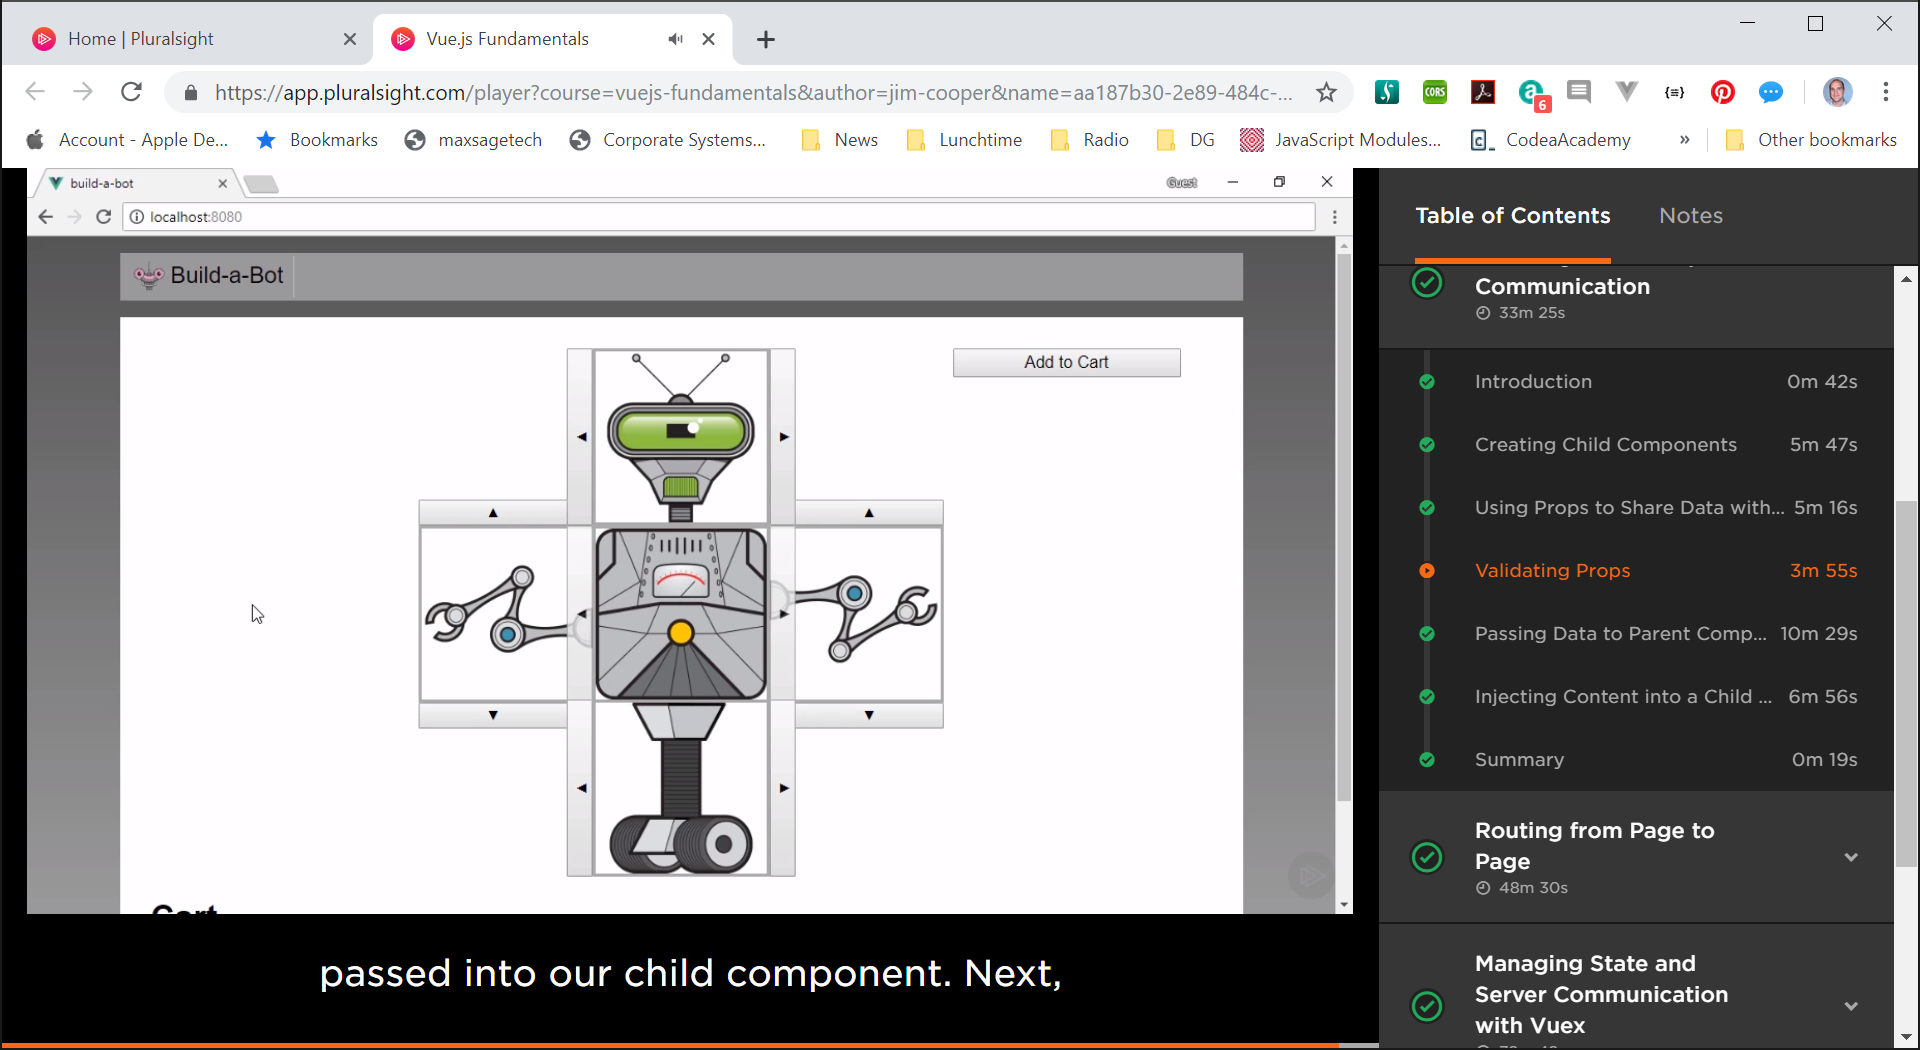 Home | Pluralsight
Vue.js Fundamentals
https://app.pluralsight.com/player?course=vuejs-fundamentals&author=jim-cooper&name=aa187b30-2e89-484c-...
CORS
6
Account - Apple De...
Bookmarks
maxsagetech
Corporate Systems...
News
Lunchtime
Radio
DG
JavaScript Modules...
CodeaAcademy
»
Other bookmarks
build-a-bot
Guest
localhost:8080
Build-a-Bot
Add to Cart
passed into our child component. Next,
Table of Contents
Notes
Communication
33m 25s
Introduction 0m 42s
Creating Child Components 5m 47s
Using Props to Share Data with... 5m 16s
Validating Props 3m 55s
Passing Data to Parent Comp... 10m 29s
Injecting Content into a Child ... 6m 56s
Summary 0m 19s
Routing from Page to
Page
48m 30s
Managing State and
Server Communication
with Vuex